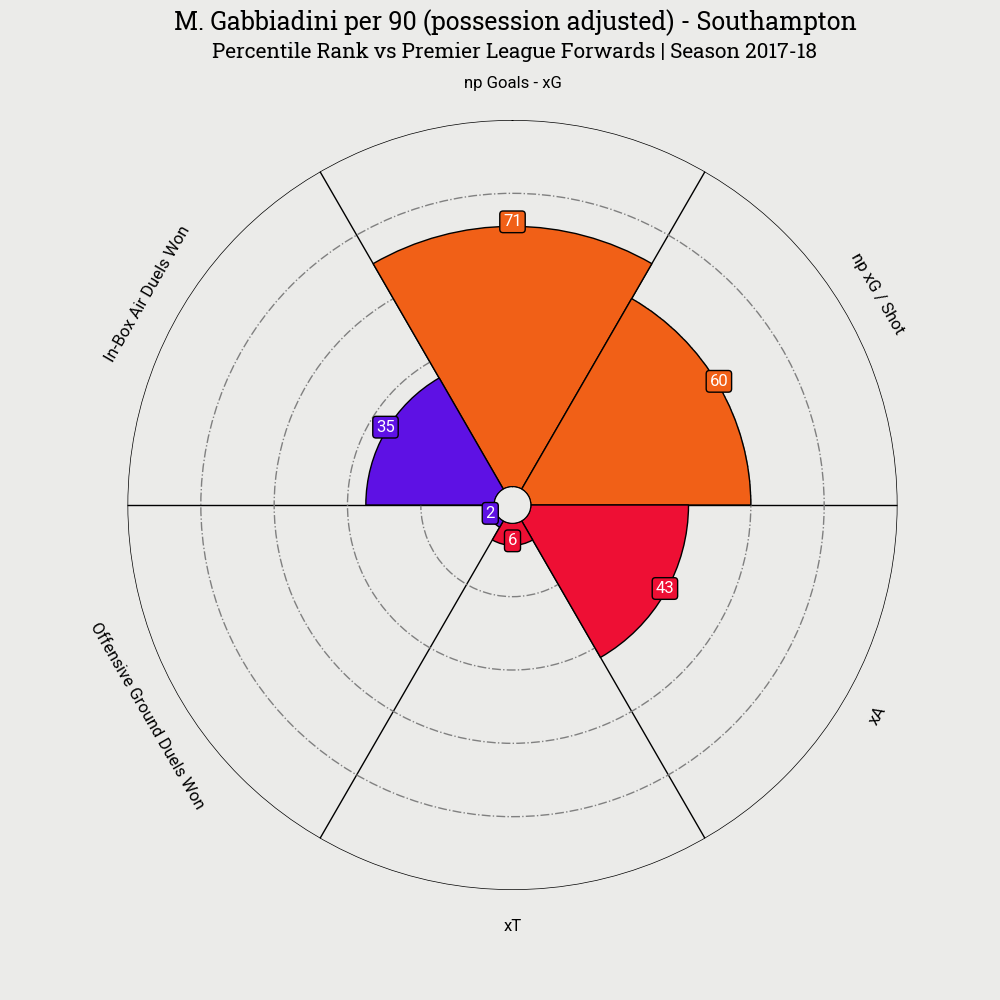 M. Gabbiadini per 90 (possession adjusted) - Southampton
Percentile Rank vs Premier League Forwards | Season 2017-18
np Goals - xG
71
np xG / Shot
60
In-Box Air Duels Won
35
2
6
43
xA
Offensive Ground Duels Won
xT